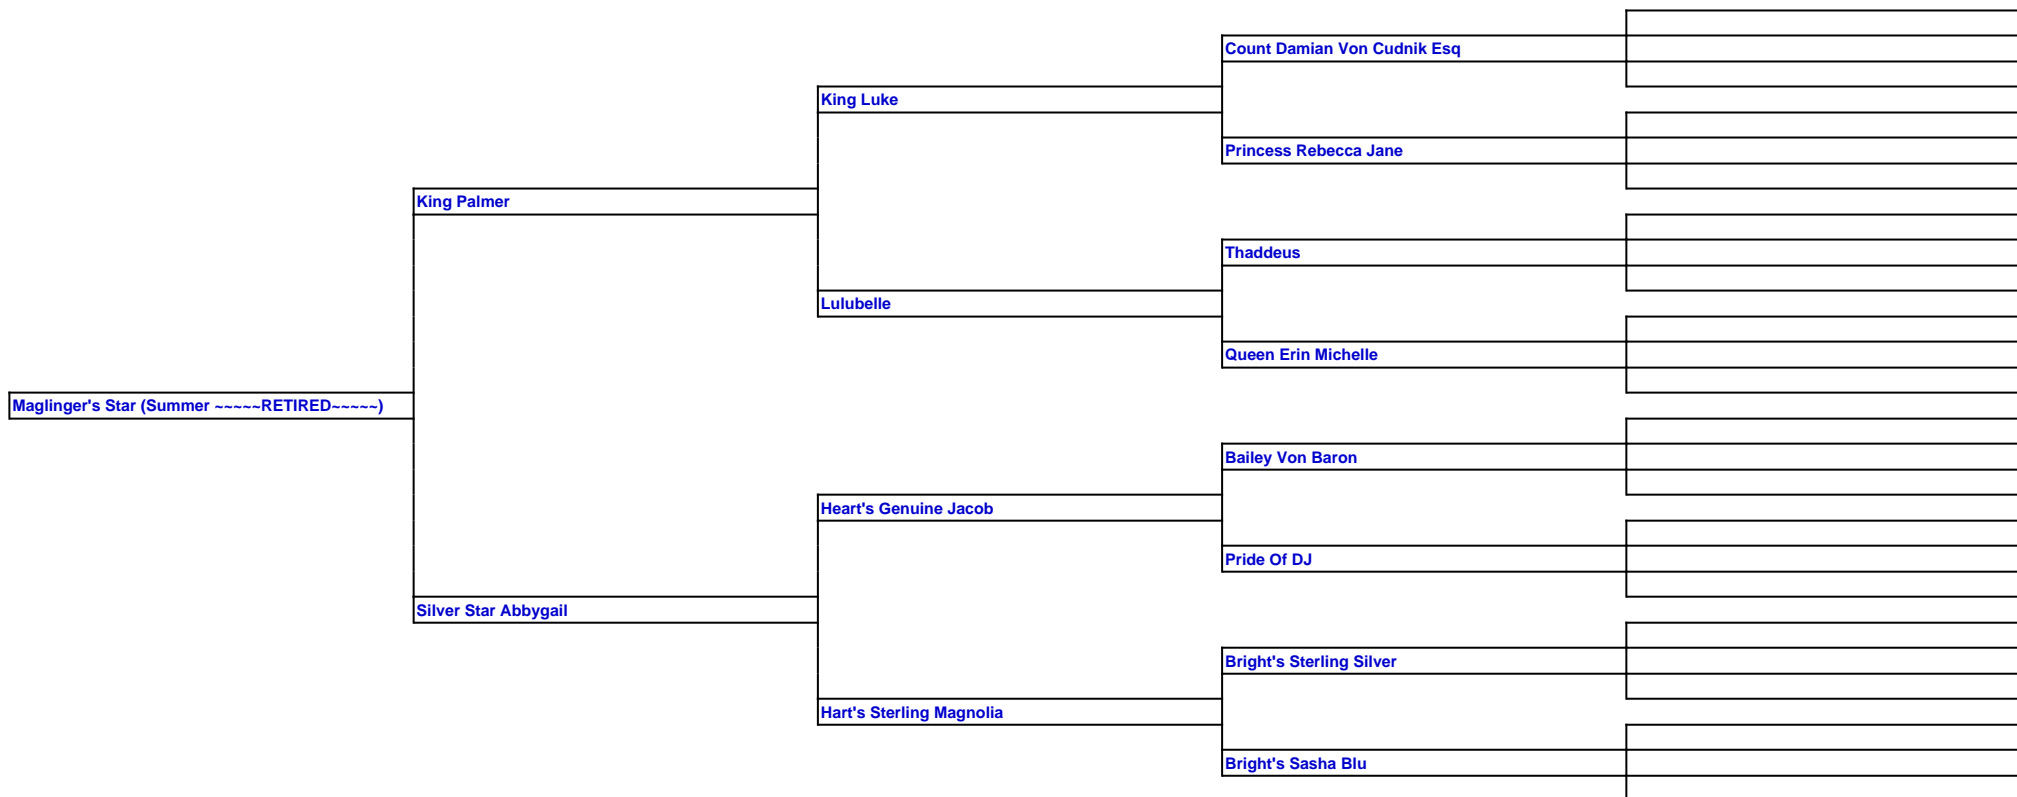 Count Damian Von Cudnik Esq
King Luke
Princess Rebecca Jane
King Palmer
Thaddeus
Lulubelle
Queen Erin Michelle
Maglinger's Star (Summer ~~~~~RETIRED~~~~~)
Bailey Von Baron
Heart's Genuine Jacob
Pride Of DJ
Silver Star Abbygail
Bright's Sterling Silver
Hart's Sterling Magnolia
Bright's Sasha Blu